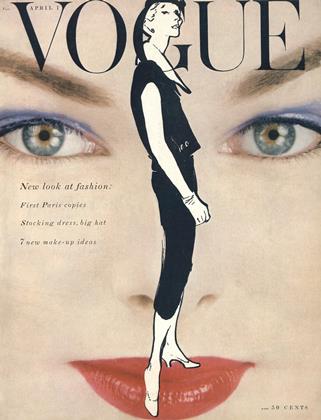 APRIL 1
VOGUE
New look at fashion:
First Paris copies
Stocking dress, big hat
7 new make-up ideas
50 CENTS